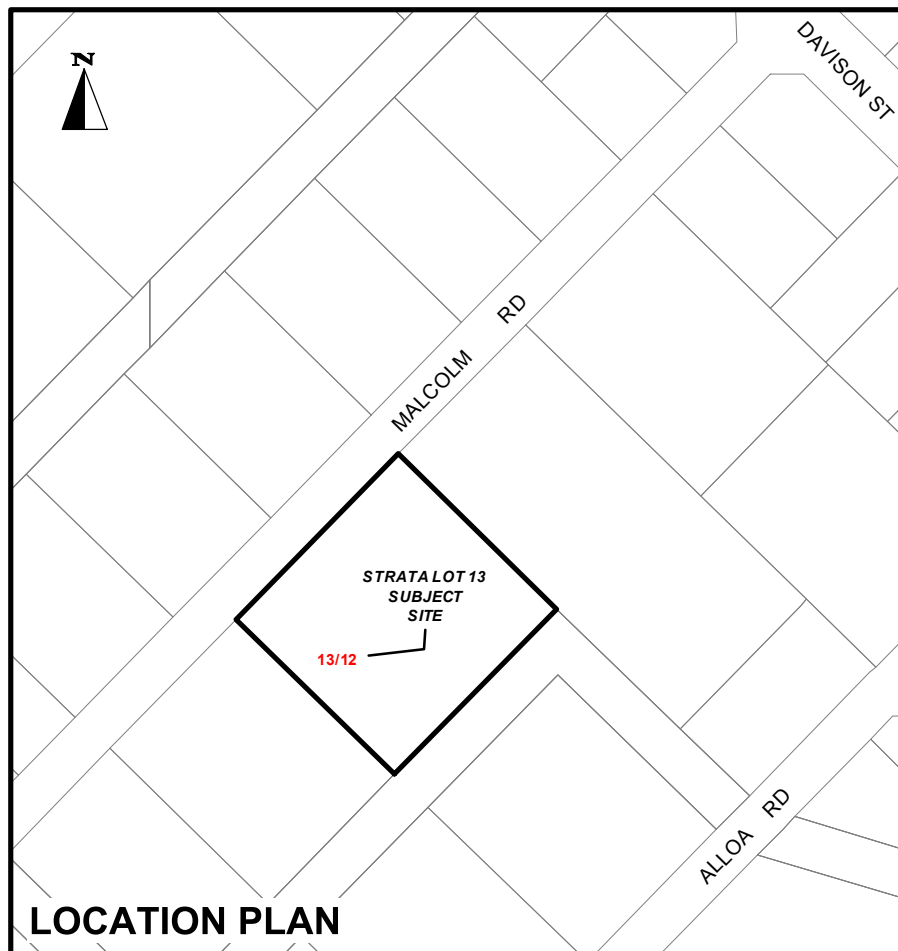 N
DAVISON ST
MALCOLM RD
STRATA LOT 13
SUBJECT
SITE
13/12
ALLOA RD
LOCATION PLAN